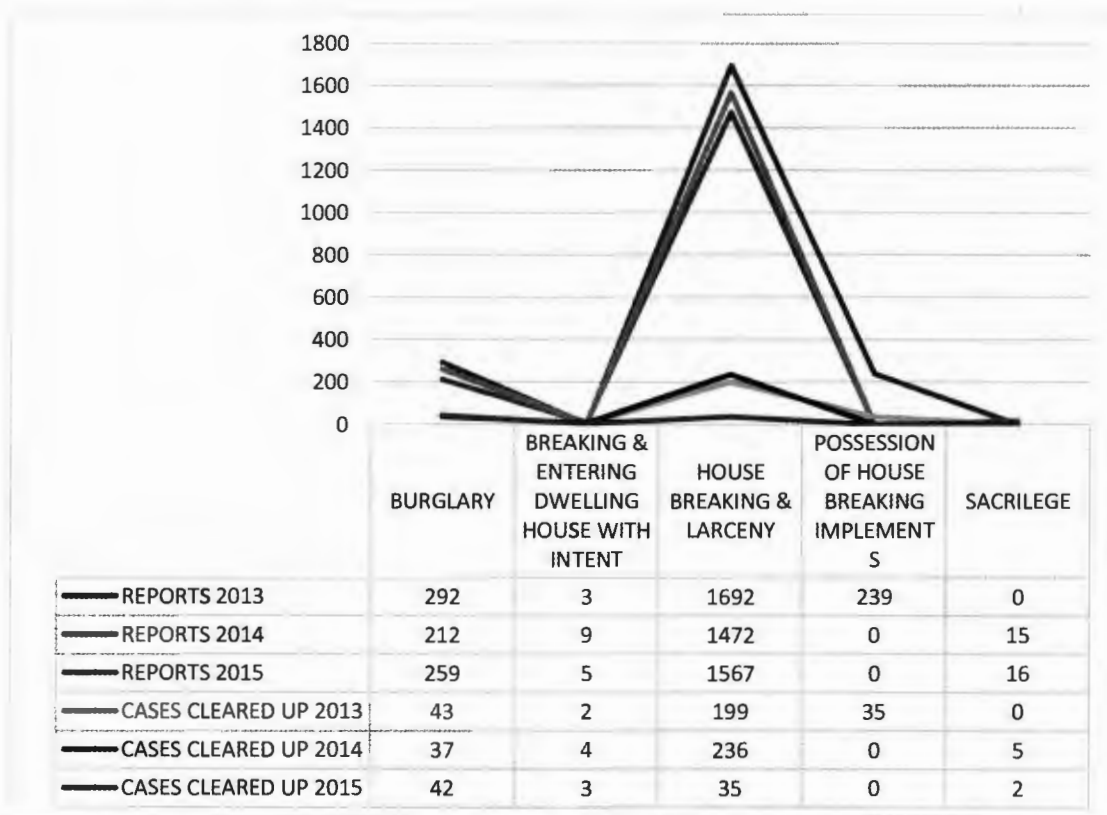 1800
1600
1400
1200
1000
800
600
400
200
0
BURGLARY
BREAKING &
ENTERING
DWELLING
HOUSE WITH
INTENT
HOUSE
BREAKING &
LARCENY
POSSESSION
OF HOUSE
BREAKING
IMPLEMENT
S
SACRILEGE
REPORTS 2013 292 3 1692 239 0
REPORTS 2014 212 9 1472 0 15
REPORTS 2015 259 5 1567 0 16
CASES CLEARED UP 2013 43 2 199 35 0
CASES CLEARED UP 2014 37 4 236 0 5
CASES CLEARED UP 2015 42 3 35 0 2